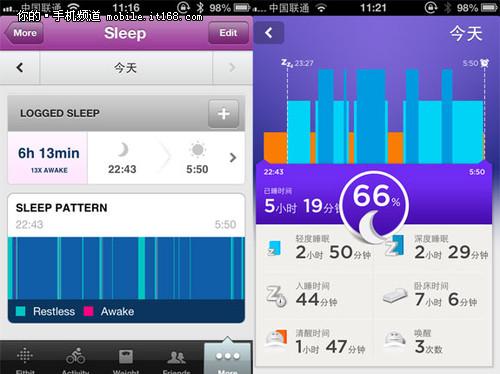 中国联通 11:16 98%
你的·手机频道 mobile.it168.com
More Sleep Edit
今天
LOGGED SLEEP
6h 13min
13X AWAKE
22:43
5:50
SLEEP PATTERN
22:43 5:50
Restless Awake
Fitbit Activity Weight Friends More
中国联通 11:21 98%
今天
23:27 5:50
22:43 5:50
已睡时间
5小时 19分钟
66%
轻度睡眠
2小时 50分钟
深度睡眠
2小时 29分钟
入睡时间
44分钟
卧床时间
7小时 6分钟
清醒时间
1小时 47分钟
唤醒
3次数